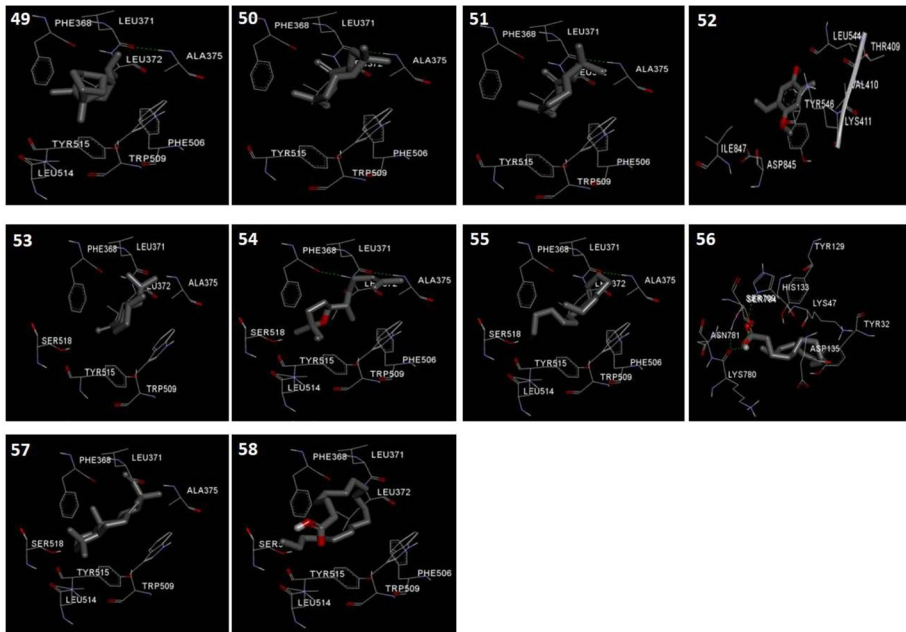 49
PHE368
LEU371
LEU372
ALA375
TYR515
PHE506
LEU514
TRP509
50
PHE368
LEU371
ALA375
TYR515
PHE506
TRP509
51
PHE368
LEU371
ALA375
TYR515
PHE506
TRP509
52
LEU544
THR409
VAL410
TYR546
LYS411
ILE847
ASP845
53
PHE368
LEU371
ALA375
SER518
TYR515
TRP509
54
PHE368
LEU371
ALA375
SER518
TYR515
PHE506
TRP509
LEU514
55
PHE368
LEU371
ALA375
SER518
TYR515
PHE506
TRP509
LEU514
56
TYR129
HIS133
LYS47
TYR32
ASN781
ASP135
LYS780
57
PHE368
LEU371
ALA375
SER518
TYR515
TRP509
LEU514
58
PHE368
LEU371
LEU372
TYR515
PHE506
TRP509
LEU514